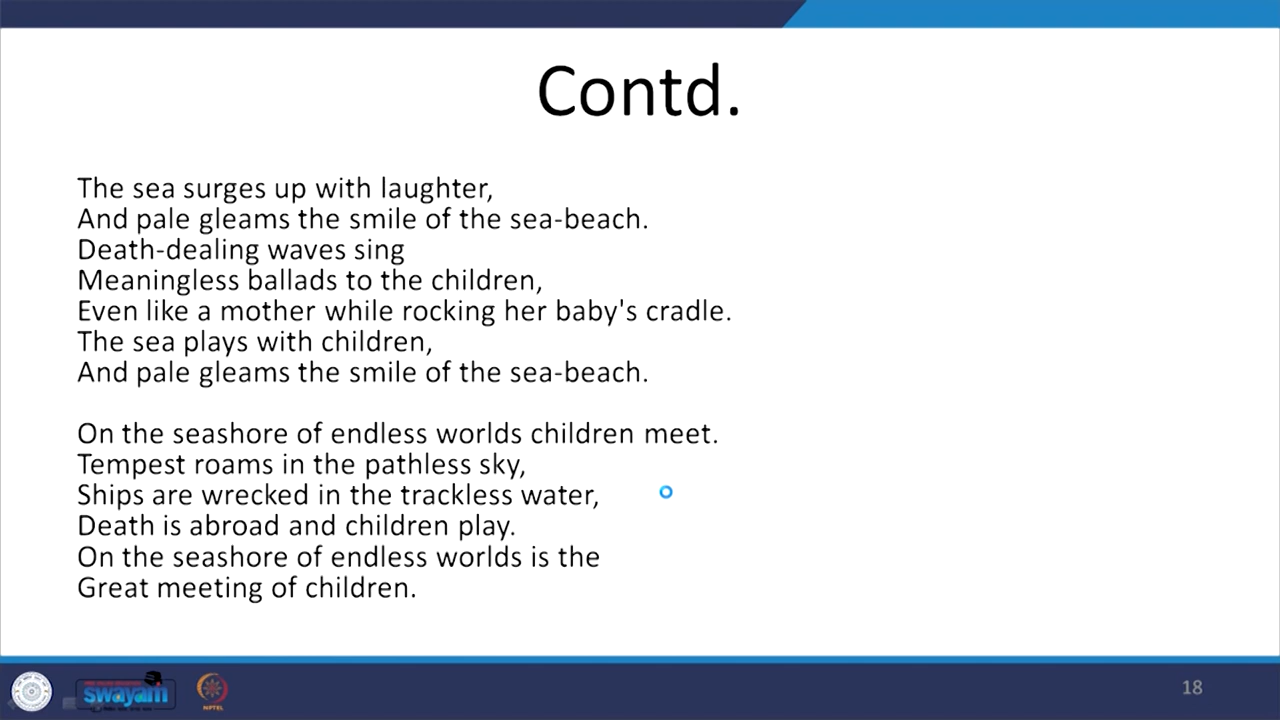 Contd.
The sea surges up with laughter,
And pale gleams the smile of the sea-beach.
Death-dealing waves sing
Meaningless ballads to the children,
Even like a mother while rocking her baby's cradle.
The sea plays with children,
And pale gleams the smile of the sea-beach.
On the seashore of endless worlds children meet.
Tempest roams in the pathless sky,
Ships are wrecked in the trackless water,
Death is abroad and children play.
On the seashore of endless worlds is the
Great meeting of children.
swayam
NPTEL
18